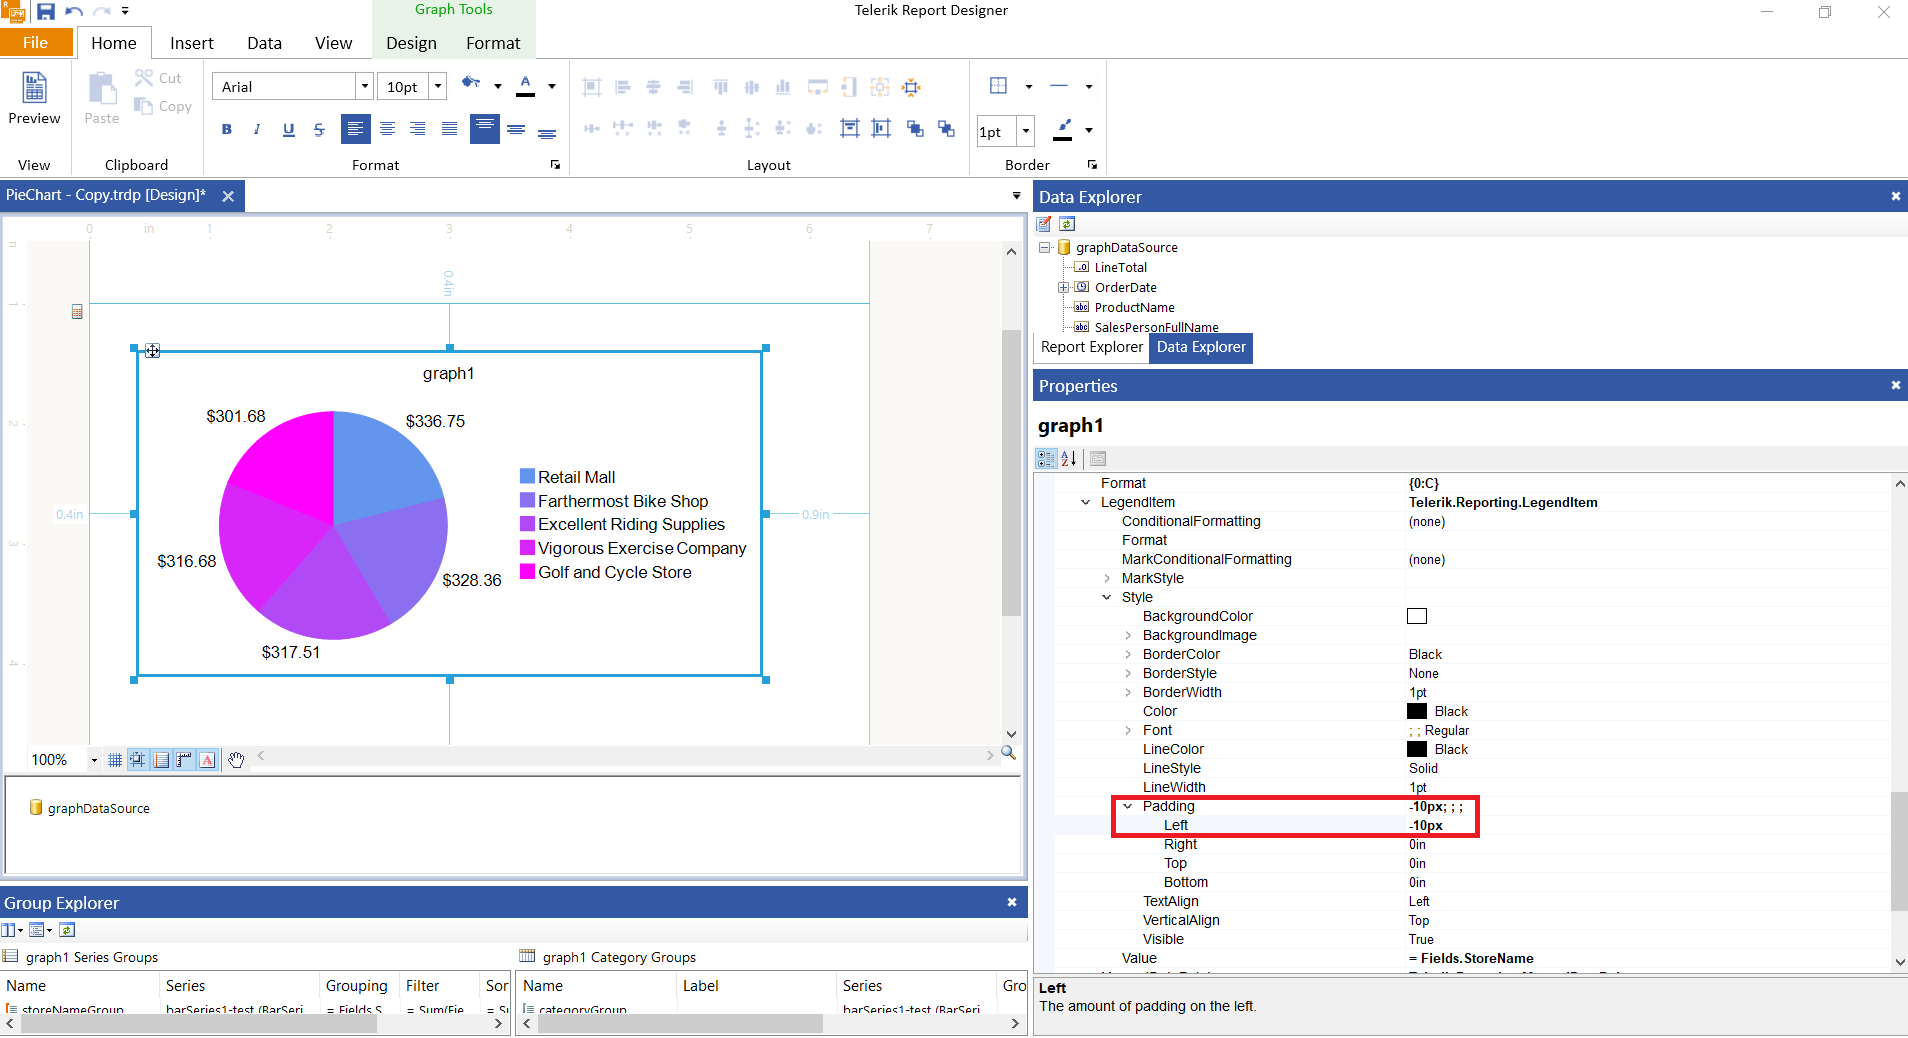 Graph Tools
Telerik Report Designer
File
Home
Insert
Data
View
Design
Format
Preview
Paste
Cut
Copy
Arial
10pt
A
B
I
U
S
1pt
View
Clipboard
Format
Layout
Border
PieChart - Copy.trdp [Design]*
0
in
1
2
3
4
5
6
7
1
2
3
4
0.4in
0.4in
0.9in
graph1
$301.68
$336.75
$316.68
$328.36
$317.51
Retail Mall
Farthermost Bike Shop
Excellent Riding Supplies
Vigorous Exercise Company
Golf and Cycle Store
100%
graphDataSource
Group Explorer
graph1 Series Groups
Name
Series
Grouping
Filter
Sor
storeNameGroup
barSeries1-test (BarSeri
= Fields.S
= Sum(Fie
= Su
graph1 Category Groups
Name
Label
Series
Gro
categoryGroup
barSeries1-test (BarSeri
Data Explorer
graphDataSource
LineTotal
OrderDate
ProductName
SalesPersonFullName
Report Explorer
Data Explorer
Properties
graph1
Format {0:C}
LegendItem Telerik.Reporting.LegendItem
ConditionalFormatting (none)
Format
MarkConditionalFormatting (none)
MarkStyle
Style
BackgroundColor
BackgroundImage
BorderColor Black
BorderStyle None
BorderWidth 1pt
Color Black
Font ; ; Regular
LineColor Black
LineStyle Solid
LineWidth 1pt
Padding -10px; ; ;
Left -10px
Right 0in
Top 0in
Bottom 0in
TextAlign Left
VerticalAlign Top
Visible True
Value = Fields.StoreName
Left
The amount of padding on the left.